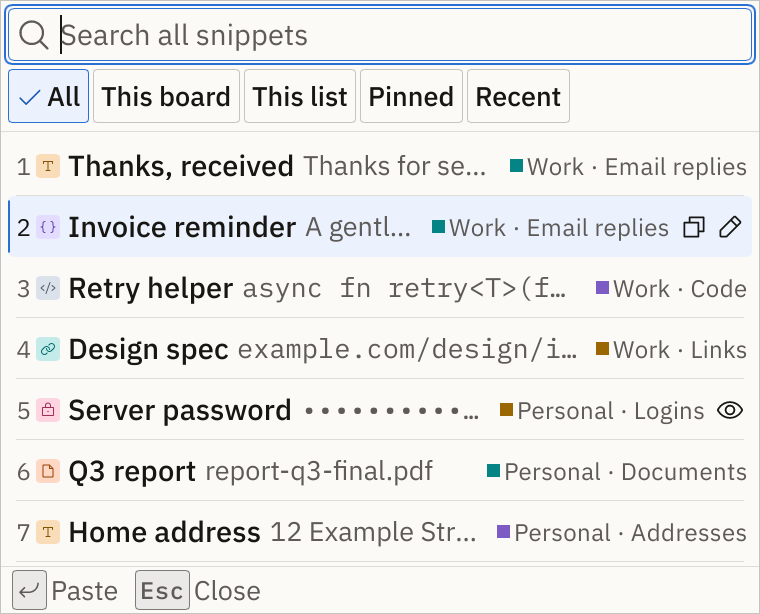 Search all snippets
All This board This list Pinned Recent
1 T Thanks, received Thanks for se... Work · Email replies
2 {} Invoice reminder A gentl... Work · Email replies
3 </> Retry helper async fn retry<T>(f... Work · Code
4 Design spec example.com/design/i... Work · Links
5 Server password ••••••••••... Personal · Logins
6 Q3 report report-q3-final.pdf Personal · Documents
7 T Home address 12 Example Str... Personal · Addresses
Paste Esc Close